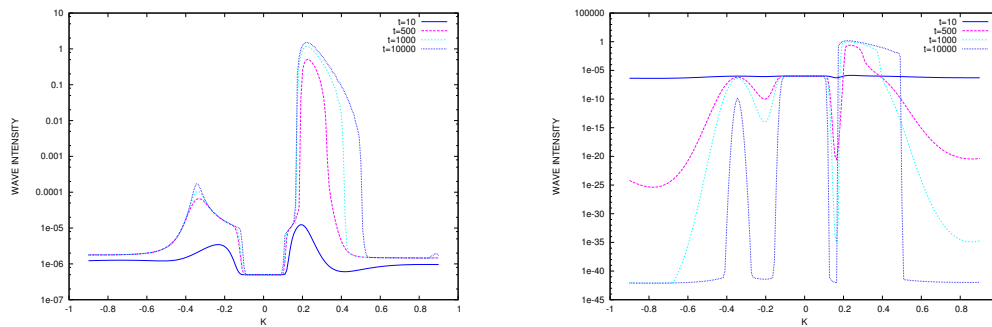 10
1
0.1
0.01
0.001
0.0001
1e-05
1e-06
1e-07
WAVE INTENSITY
-1
-0.8
-0.6
-0.4
-0.2
0
0.2
0.4
0.6
0.8
1
K
t=10
t=500
t=1000
t=10000
100000
1
1e-05
1e-10
1e-15
1e-20
1e-25
1e-30
1e-35
1e-40
1e-45
WAVE INTENSITY
-1
-0.8
-0.6
-0.4
-0.2
0
0.2
0.4
0.6
0.8
1
K
t=10
t=500
t=1000
t=10000